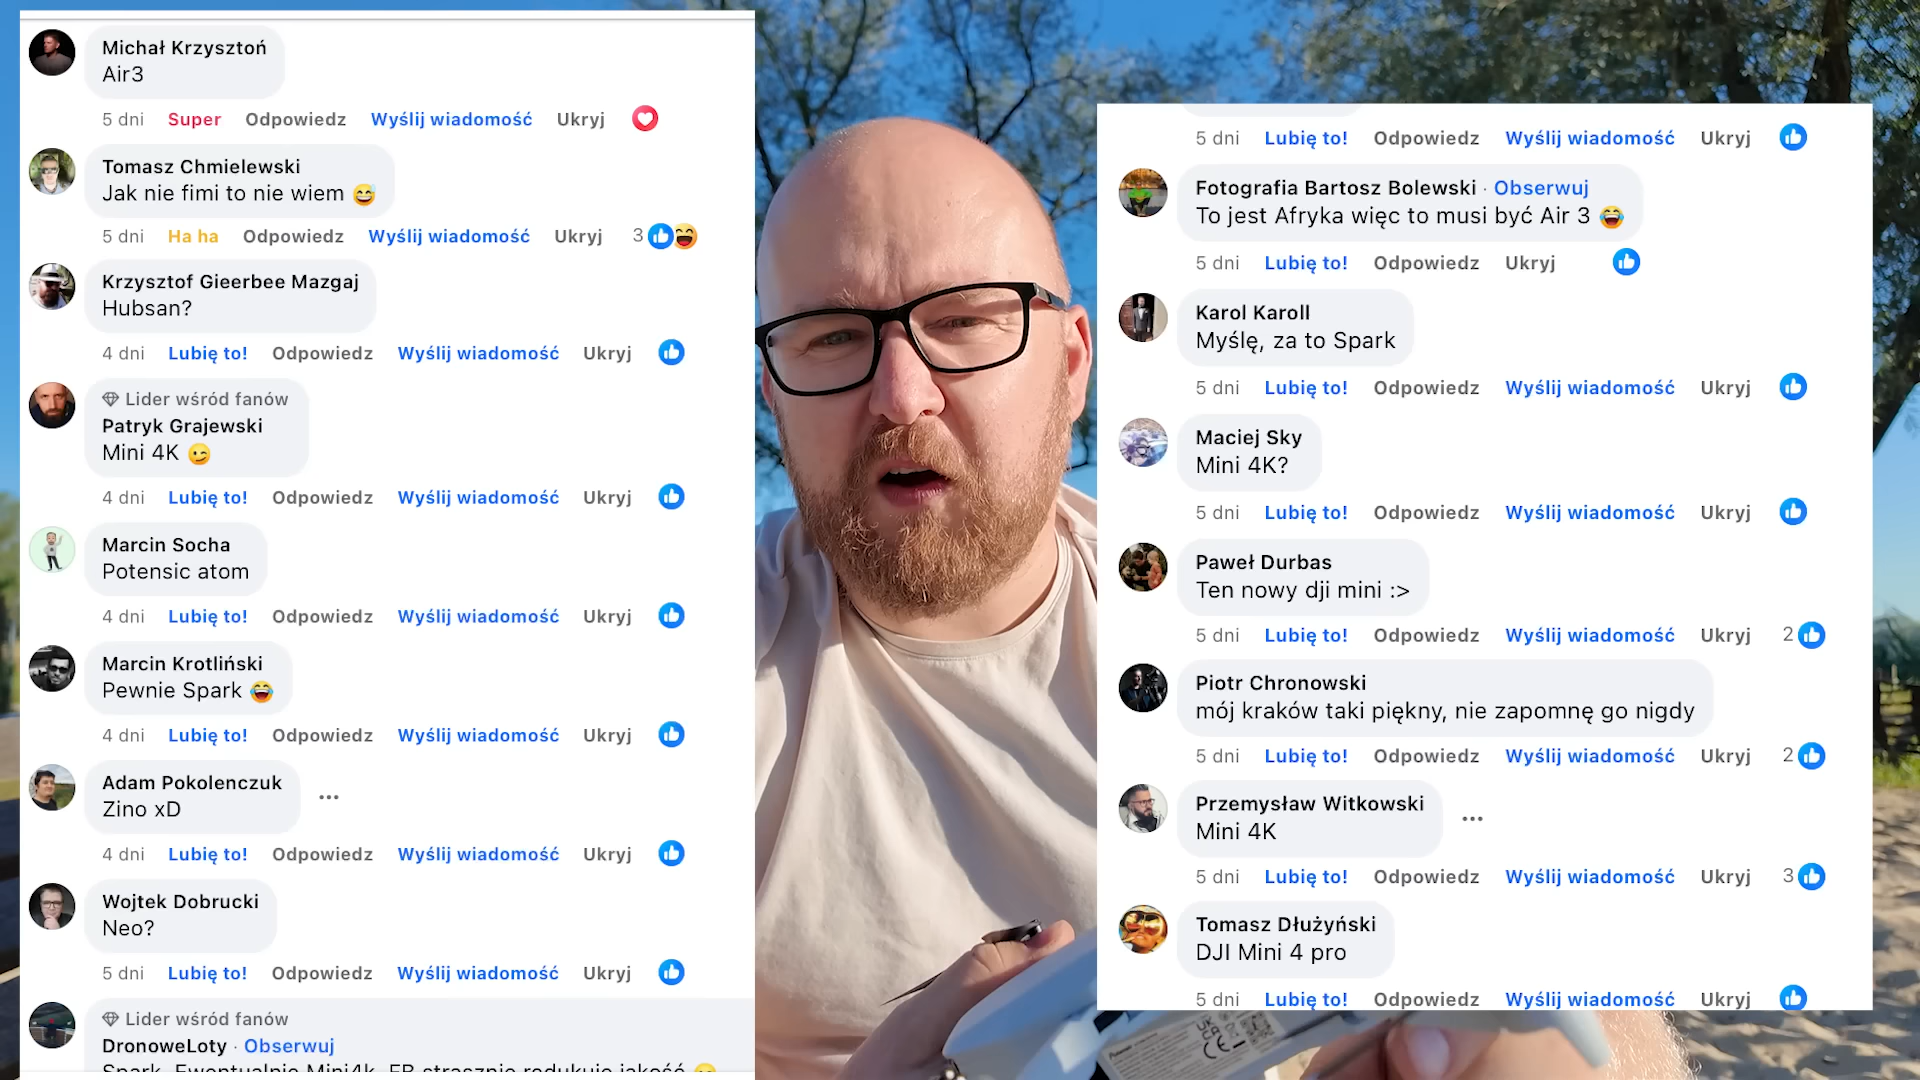 Michał Krzysztoń
Air3
5 dni Super Odpowiedz Wyślij wiadomość Ukryj
Tomasz Chmielewski
Jak nie fimi to nie wiem 😅
5 dni Ha ha Odpowiedz Wyślij wiadomość Ukryj 3
Krzysztof Gieerbee Mazgaj
Hubsan?
4 dni Lubię to! Odpowiedz Wyślij wiadomość Ukryj
Lider wśród fanów
Patryk Grajewski
Mini 4K 😉
4 dni Lubię to! Odpowiedz Wyślij wiadomość Ukryj
Marcin Socha
Potensic atom
4 dni Lubię to! Odpowiedz Wyślij wiadomość Ukryj
Marcin Krotliński
Pewnie Spark 😂
4 dni Lubię to! Odpowiedz Wyślij wiadomość Ukryj
Adam Pokolenczuk
Zino xD
4 dni Lubię to! Odpowiedz Wyślij wiadomość Ukryj
Wojtek Dobrucki
Neo?
5 dni Lubię to! Odpowiedz Wyślij wiadomość Ukryj
Lider wśród fanów
DronoweLoty · Obserwuj
Spark. Ewentualnie Mini4k. FB strasznie redukuje jakość
5 dni Lubię to! Odpowiedz Wyślij wiadomość Ukryj
Fotografia Bartosz Bolewski · Obserwuj
To jest Afryka więc to musi być Air 3 😂
5 dni Lubię to! Odpowiedz Ukryj
Karol Karoll
Myślę, za to Spark
5 dni Lubię to! Odpowiedz Wyślij wiadomość Ukryj
Maciej Sky
Mini 4K?
5 dni Lubię to! Odpowiedz Wyślij wiadomość Ukryj
Paweł Durbas
Ten nowy dji mini :>
5 dni Lubię to! Odpowiedz Wyślij wiadomość Ukryj 2
Piotr Chronowski
mój kraków taki piękny, nie zapomnę go nigdy
5 dni Lubię to! Odpowiedz Wyślij wiadomość Ukryj 2
Przemysław Witkowski
Mini 4K
5 dni Lubię to! Odpowiedz Wyślij wiadomość Ukryj 3
Tomasz Dłużyński
DJI Mini 4 pro
5 dni Lubię to! Odpowiedz Wyślij wiadomość Ukryj
UK CA
CE